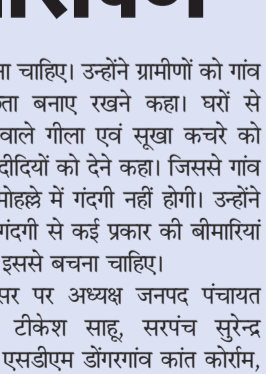 ना चाहिए। उन्होंने ग्रामीणों को गांव
बनाए रखने कहा। घरों से
वाले गीला एवं सूखा कचरे को
दीदियों को देने कहा। जिससे गांव
मोहल्ले में गंदगी नहीं होगी। उन्होंने
गंदगी से कई प्रकार की बीमारियां
इससे बचना चाहिए।
सर पर अध्यक्ष जनपद पंचायत
टीकेश साहू, सरपंच सुरेन्द्र
एसडीएम डोंगरगांव कांत कोर्राम,